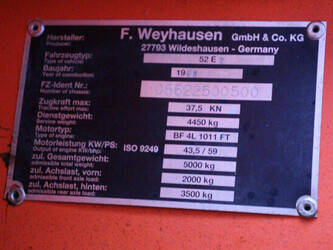 Hersteller: F. Weyhausen GmbH & Co. KG
Producer:
27793 Wildeshausen - Germany
Fahrzeugtyp: 52 E
Type of vehicle:
Baujahr: 19
Year of construction:
FZ-Ident Nr.:
Number of chassis:
Zugkraft max: 37,5 KN
Tractive effort max:
Dienstgewicht: 4450 kg
Service weight:
Motortyp: BF 4L 1011 FT
Type of engine:
Motorleistung KW/PS: ISO 9249 43,5 / 59
Output of engine KW/PS:
zul. Gesamtgewicht: 5000 kg
admissible total weight:
zul. Achslast, vorn: 2000 kg
admissible front axle load:
zul. Achslast, hinten: 3500 kg
admissible rear axle load: